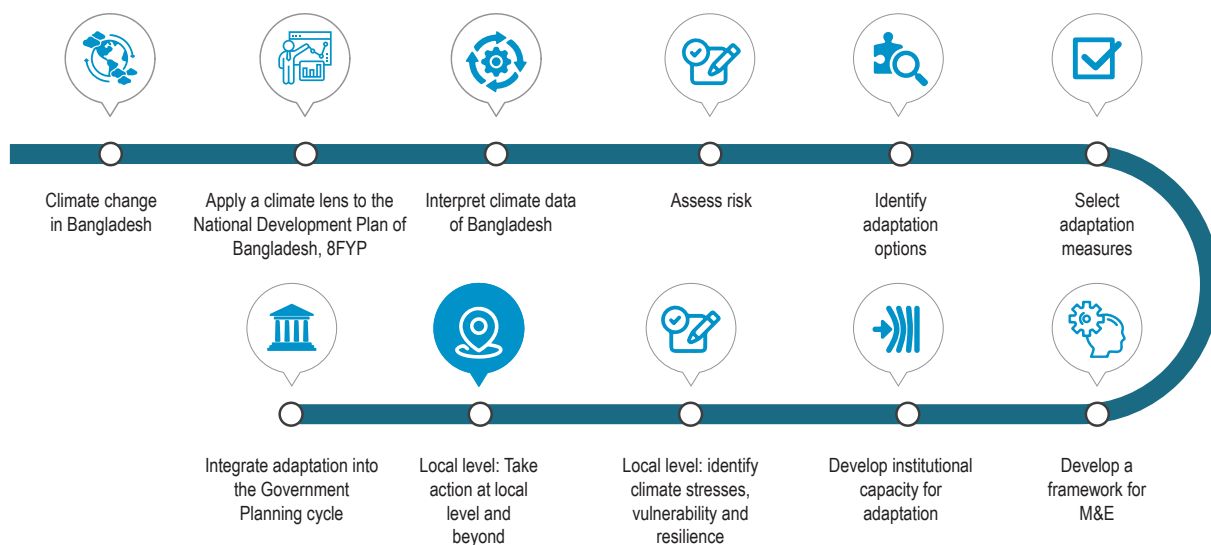 Climate change
in Bangladesh
Apply a climate lens to the
National Development Plan of
Bangladesh, 8FYP
Interpret climate data
of Bangladesh
Assess risk
Identify
adaptation
options
Select
adaptation
measures
Integrate adaptation into
the Government
Planning cycle
Local level: Take
action at local
level and
beyond
Local level: identify
climate stresses,
vulnerability and
resilience
Develop institutional
capacity for
adaptation
Develop a
framework for
M&E